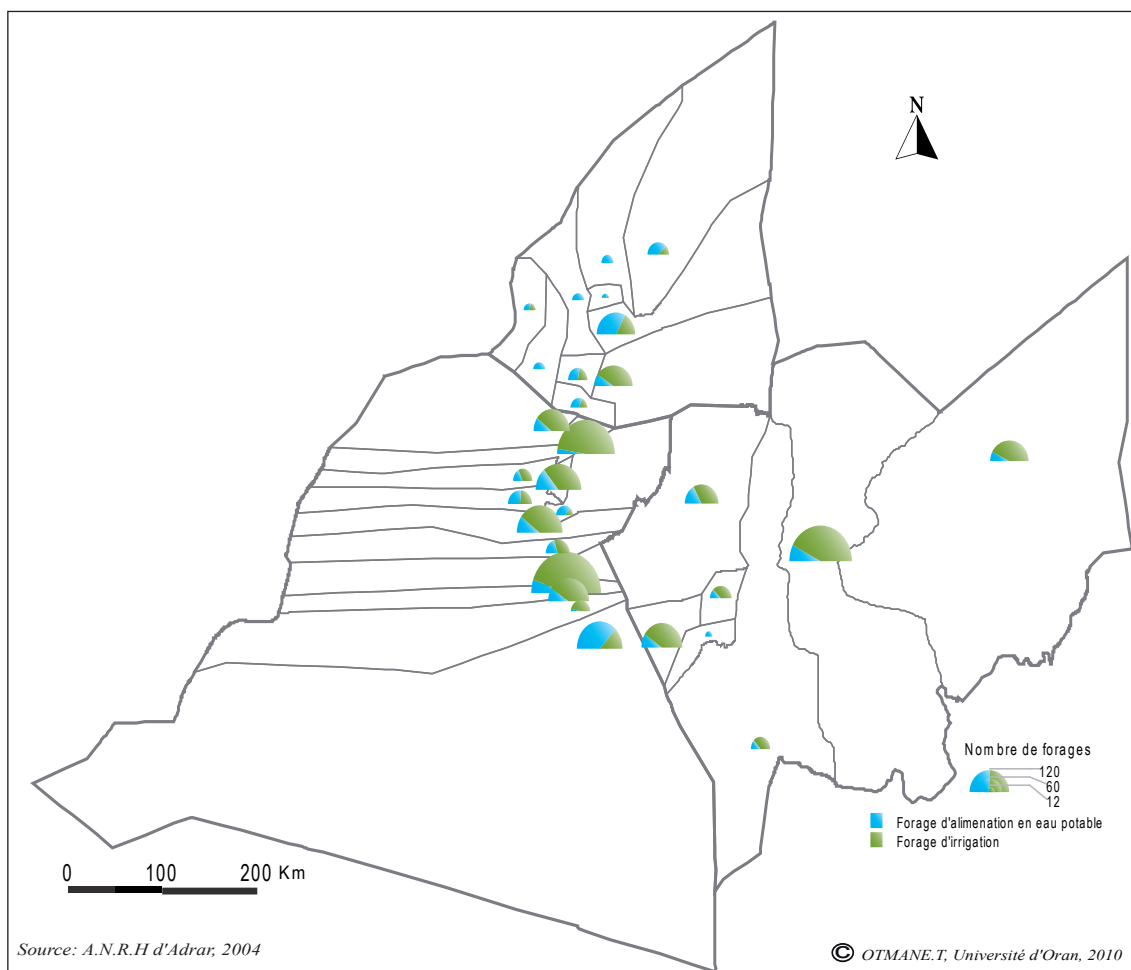 N
Nombre de forages
120
60
12
Forage d'alimenation en eau potable
Forage d'irrigation
0 100 200 Km
Source: A.N.R.H d'Adrar, 2004
© OTMANE.T, Université d'Oran, 2010